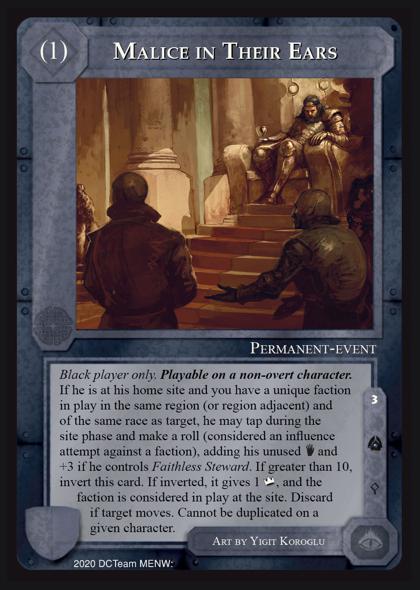 (1)
Malice in Their Ears
Permanent-event
Black player only. Playable on a non-overt character.
If he is at his home site and you have a unique faction
in play in the same region (or region adjacent) and
of the same race as target, he may tap during the
site phase and make a roll (considered an influence
attempt against a faction), adding his unused and
+3 if he controls Faithful Steward. If greater than 10,
invert this card. If inverted, it gives 1 , and the
faction is considered in play at the site. Discard
if target moves. Cannot be duplicated on a
given character.
3
Art by Yigit Koroglu
2020 DCTeam MENW: